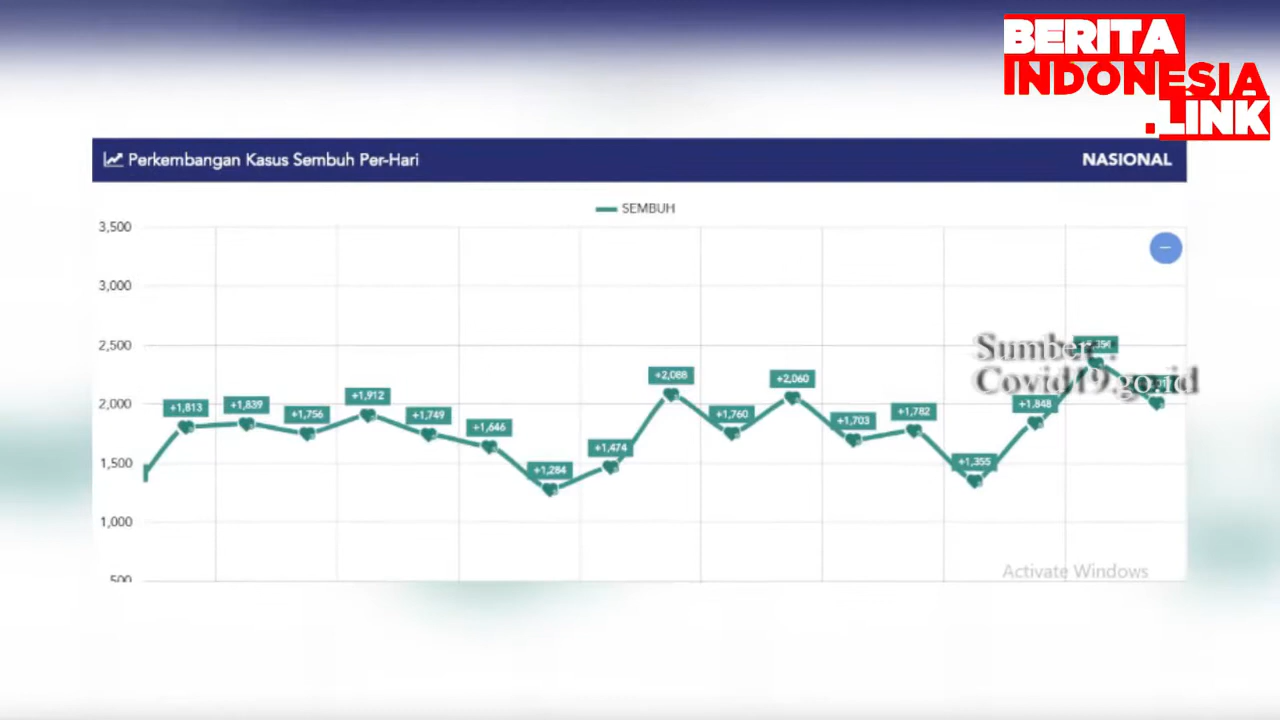 BERITA
INDONESIA
.LINK
Perkembangan Kasus Sembuh Per-Hari
NASIONAL
SEMBUH
3,500
3,000
2,500
2,000
1,500
1,000
500
+1,813
+1,839
+1,756
+1,912
+1,749
+1,646
+1,284
+1,474
+2,088
+1,760
+2,060
+1,703
+1,782
+1,355
+1,848
Sumber :
Covid19.go.id
Activate Windows